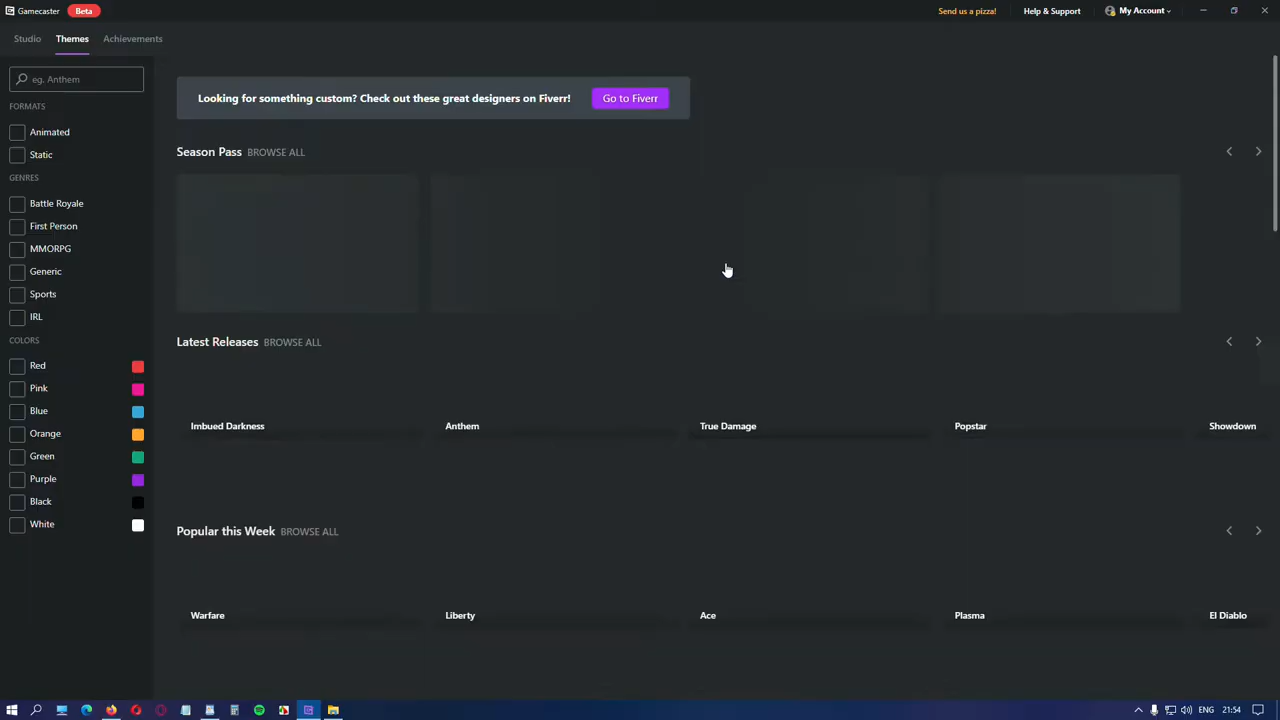 Gamecaster Beta Send us a pizza! Help & Support My Account
Studio Themes Achievements
eg. Anthem
FORMATS
Animated
Static
GENRES
Battle Royale
First Person
MMORPG
Generic
Sports
IRL
COLORS
Red
Pink
Blue
Orange
Green
Purple
Black
White
Looking for something custom? Check out these great designers on Fiverr! Go to Fiverr
Season Pass BROWSE ALL
Latest Releases BROWSE ALL
Imbued Darkness Anthem True Damage Popstar Showdown
Popular this Week BROWSE ALL
Warfare Liberty Ace Plasma El Diablo
ENG 21:54